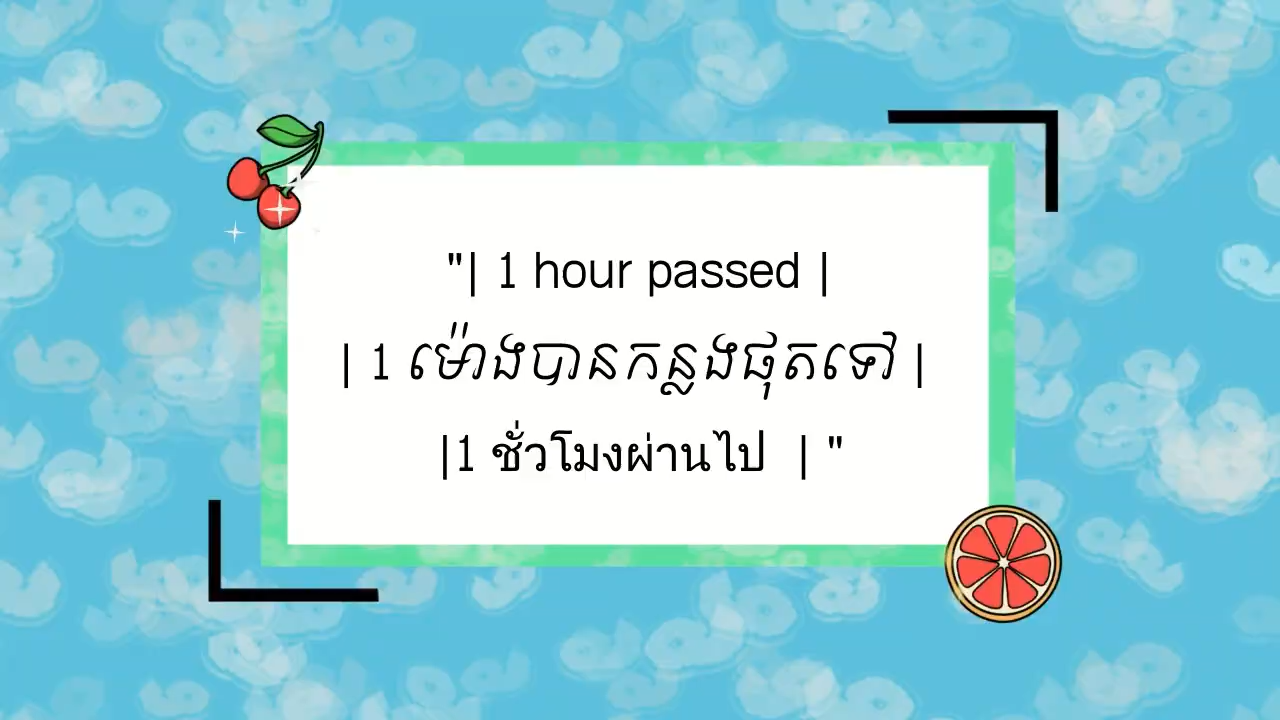 "| 1 hour passed |
| 1 ម៉ោងបានកន្លងផុតទៅ |
|1 ชั่วโมงผ่านไป | "